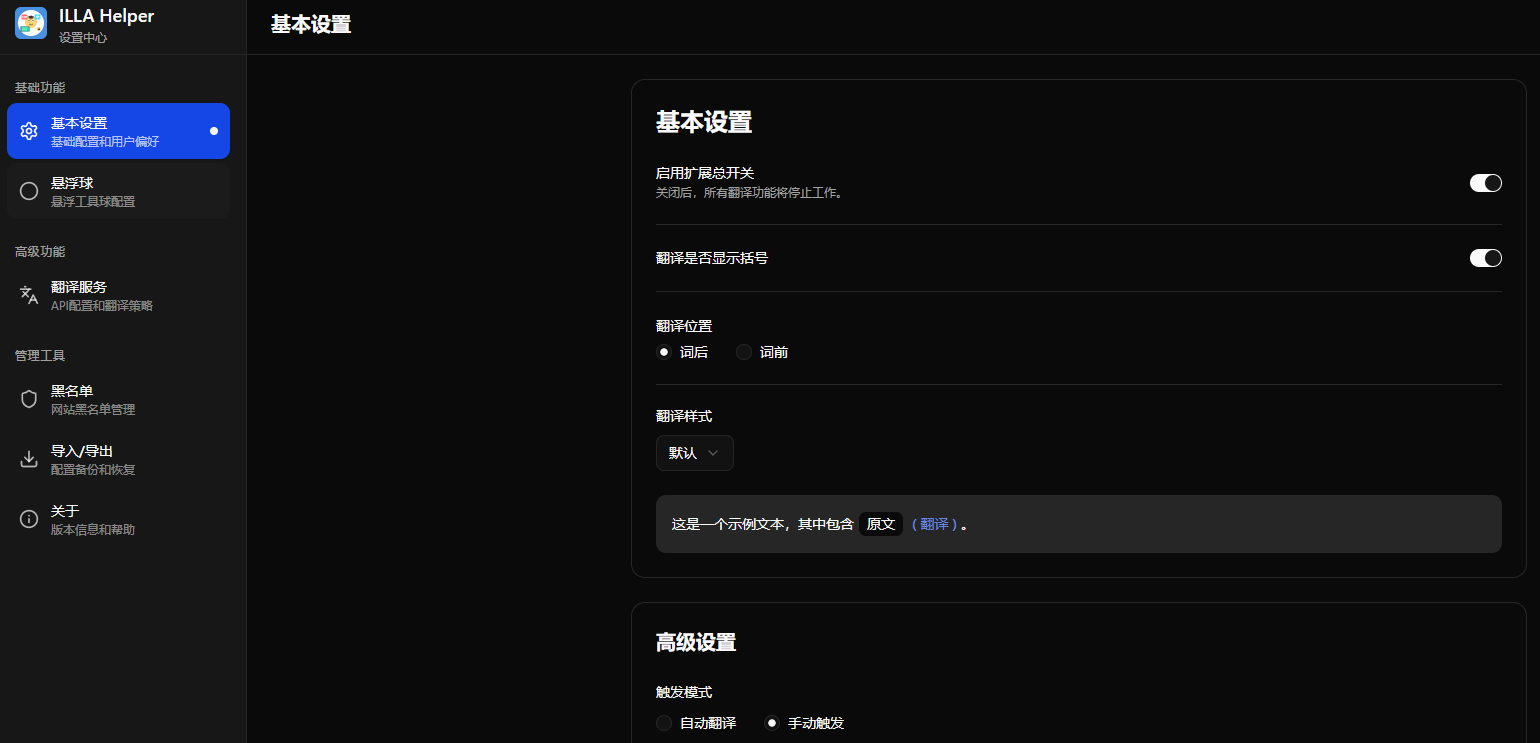 ILLA Helper
设置中心
基础功能
基本设置
基础配置和用户偏好
悬浮球
悬浮工具球配置
高级功能
翻译服务
API配置和翻译策略
管理工具
黑名单
网站黑名单管理
导入/导出
配置备份和恢复
关于
版本信息和帮助
基本设置
基本设置
启用扩展总开关
关闭后，所有翻译功能将停止工作。
翻译是否显示括号
翻译位置
词后 词前
翻译样式
默认
这是一个示例文本，其中包含 原文 （翻译）。
高级设置
触发模式
自动翻译 手动触发